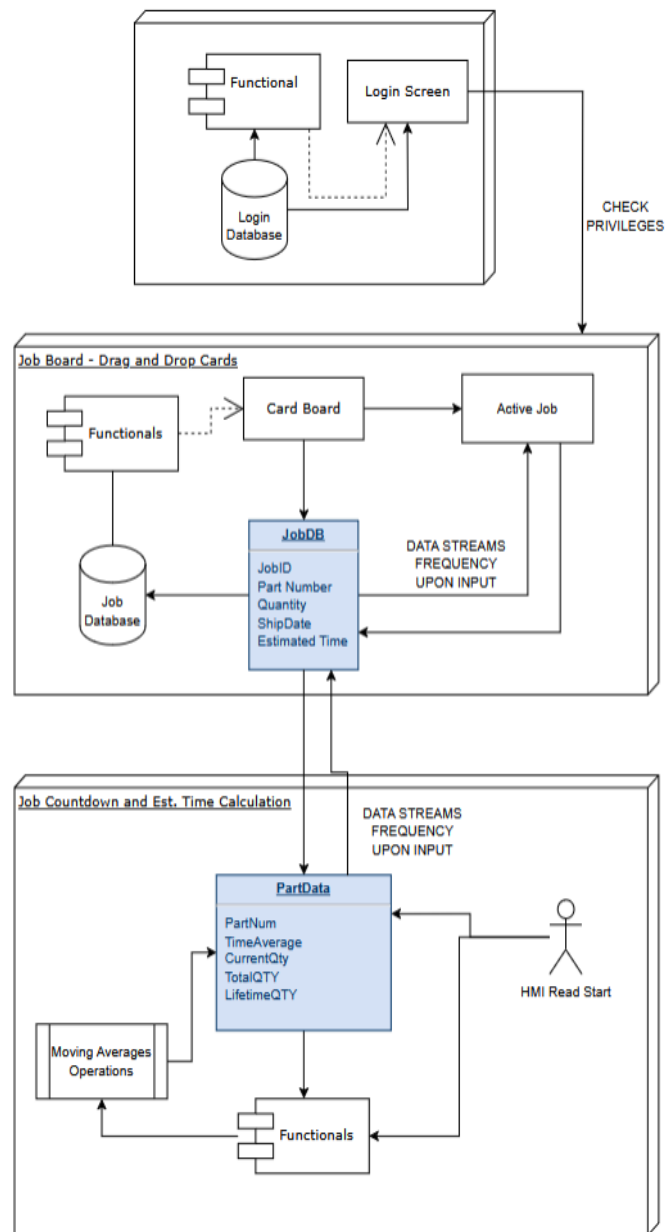 Functional
Login Screen
Login
Database
CHECK
PRIVILEGES
Job Board - Drag and Drop Cards
Functionals
Card Board
Active Job
JobDB
JobID
Part Number
Quantity
ShipDate
Estimated Time
DATA STREAMS
FREQUENCY
UPON INPUT
Job
Database
Job Countdown and Est. Time Calculation
DATA STREAMS
FREQUENCY
UPON INPUT
PartData
PartNum
TimeAverage
CurrentQty
TotalQTY
LifetimeQTY
HMI Read Start
Moving Averages
Operations
Functionals